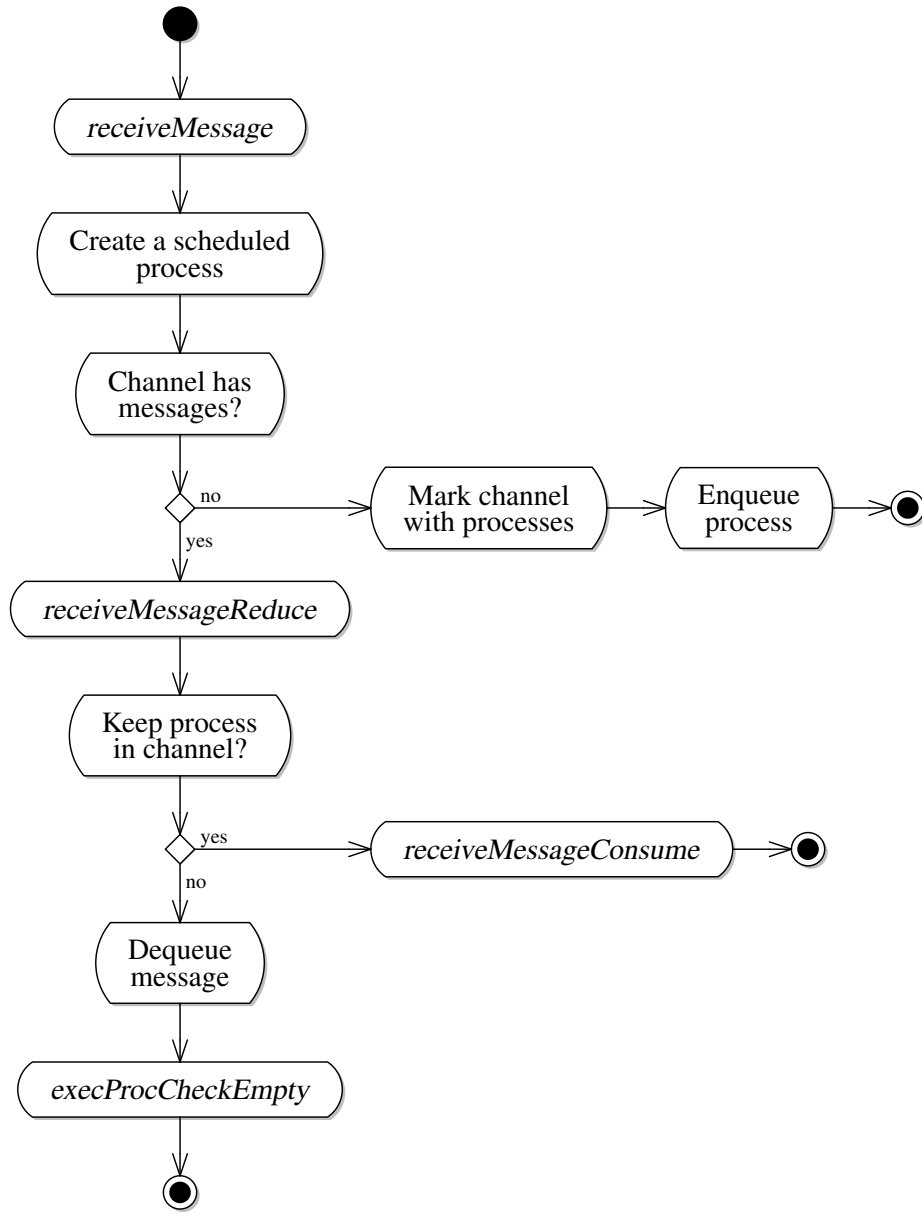 receiveMessage
Create a scheduled
process
Channel has
messages?
no
Mark channel
with processes
Enqueue
process
yes
receiveMessageReduce
Keep process
in channel?
yes
receiveMessageConsume
no
Dequeue
message
execProcCheckEmpty